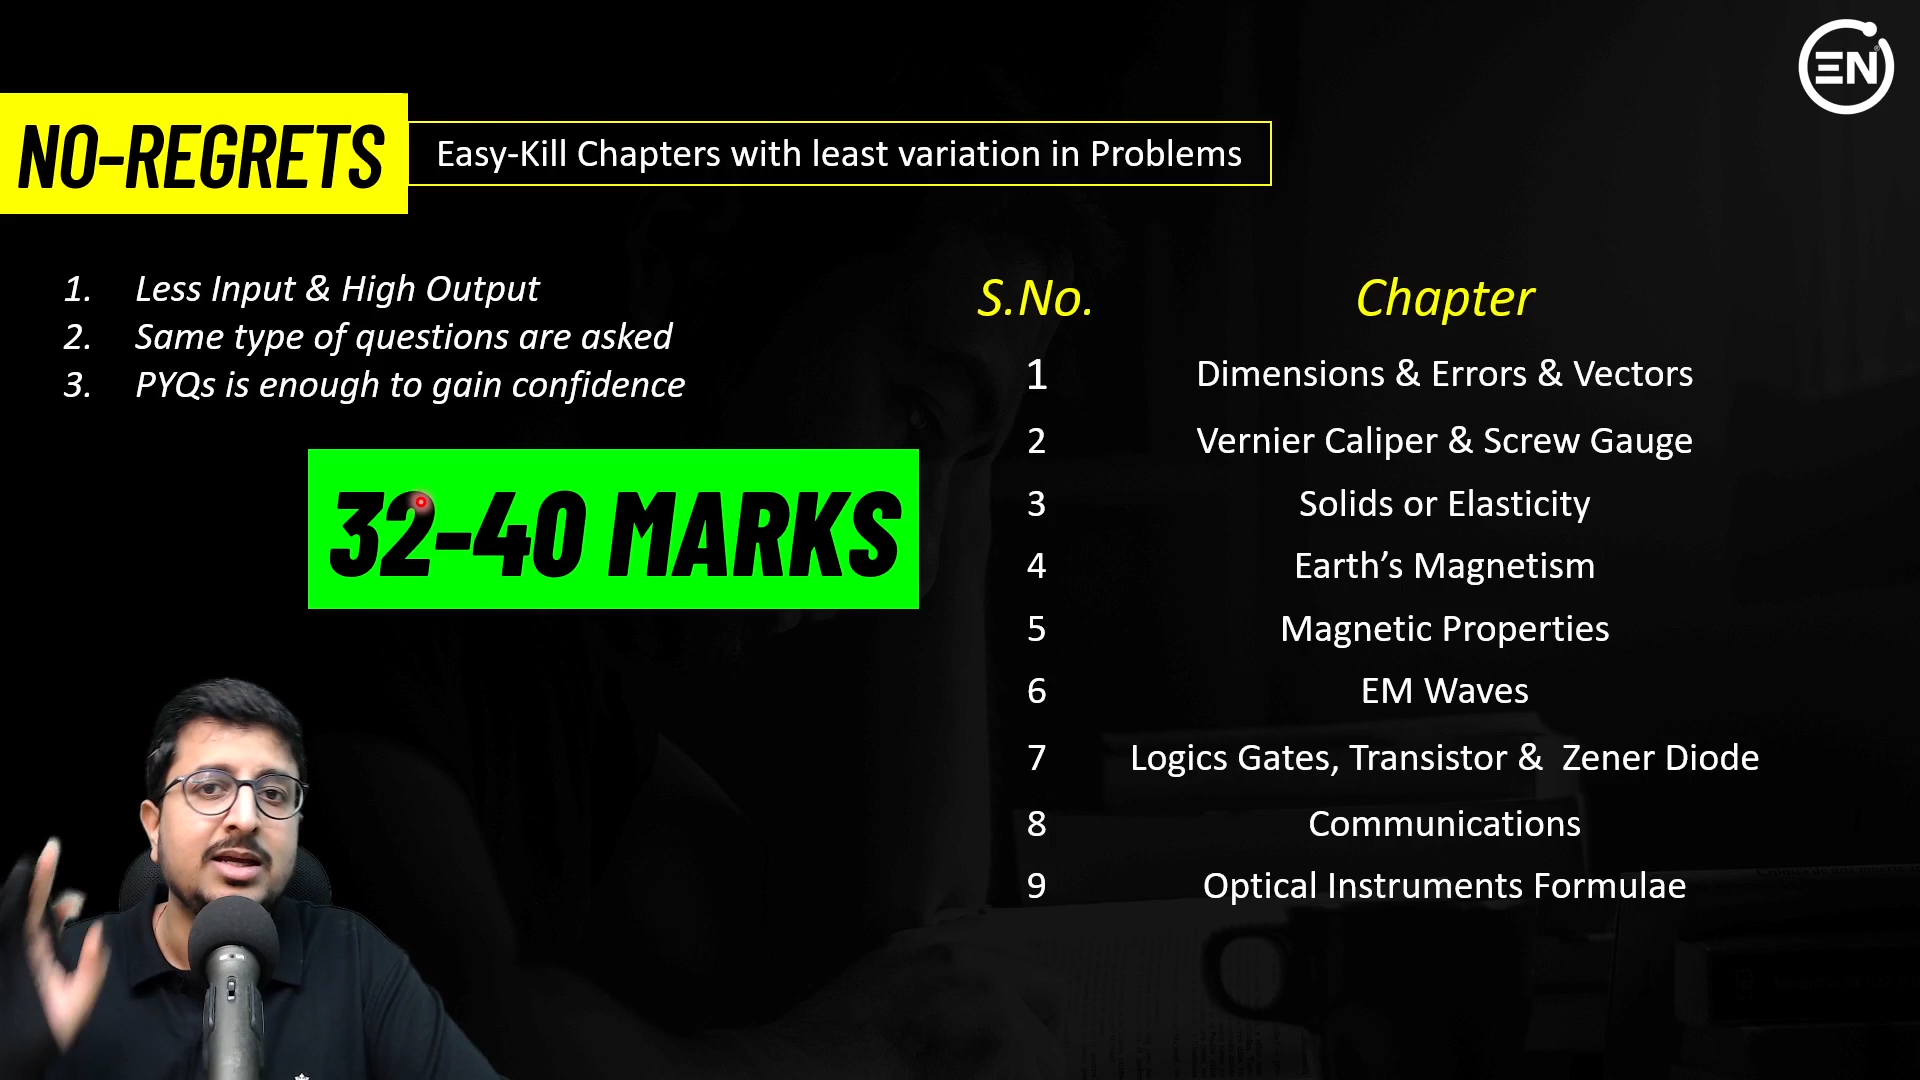 EN
NO-REGRETS
Easy-Kill Chapters with least variation in Problems
1. Less Input & High Output
2. Same type of questions are asked
3. PYQs is enough to gain confidence
32-40 MARKS
S.No. Chapter
1 Dimensions & Errors & Vectors
2 Vernier Caliper & Screw Gauge
3 Solids or Elasticity
4 Earth’s Magnetism
5 Magnetic Properties
6 EM Waves
7 Logics Gates, Transistor & Zener Diode
8 Communications
9 Optical Instruments Formulae